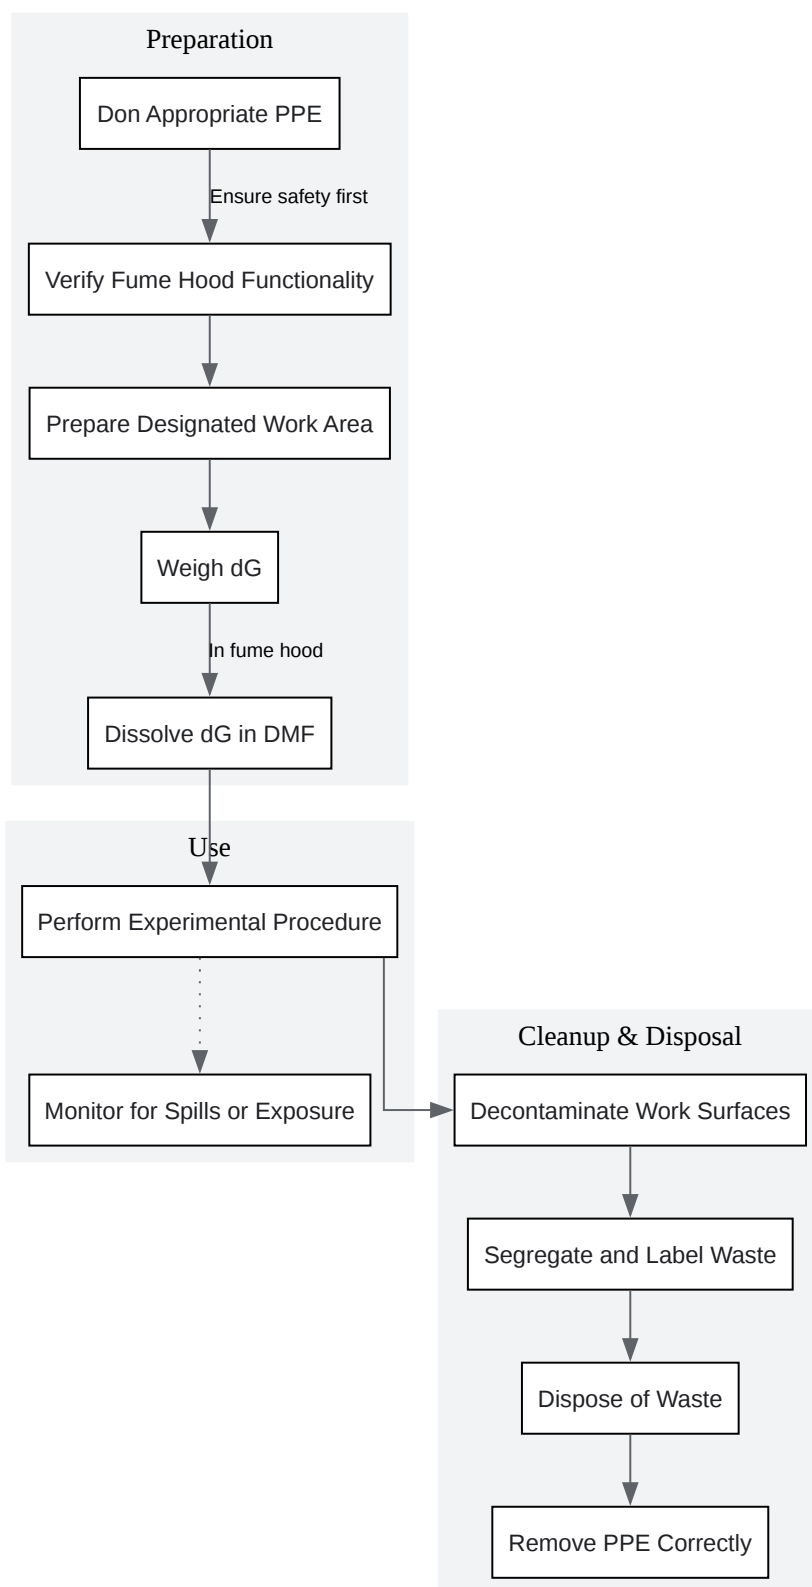 Preparation
Don Appropriate PPE
Ensure safety first
Verify Fume Hood Functionality
Prepare Designated Work Area
Weigh dG
In fume hood
Dissolve dG in DMF
Use
Perform Experimental Procedure
Monitor for Spills or Exposure
Cleanup & Disposal
Decontaminate Work Surfaces
Segregate and Label Waste
Dispose of Waste
Remove PPE Correctly